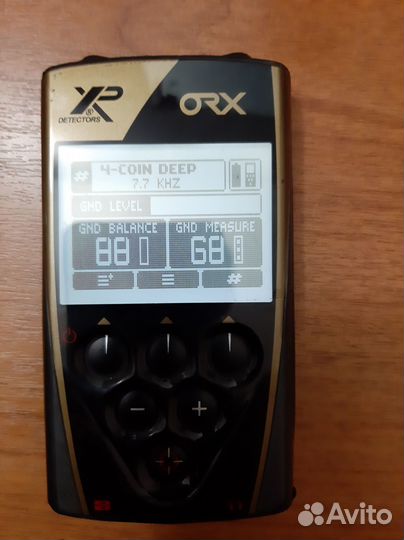 XP
DETECTORS
ORX
# 4-COIN DEEP
7.7 KHZ
GND LEVEL
GND BALANCE GND MEASURE
88 68
#
− +
Avito